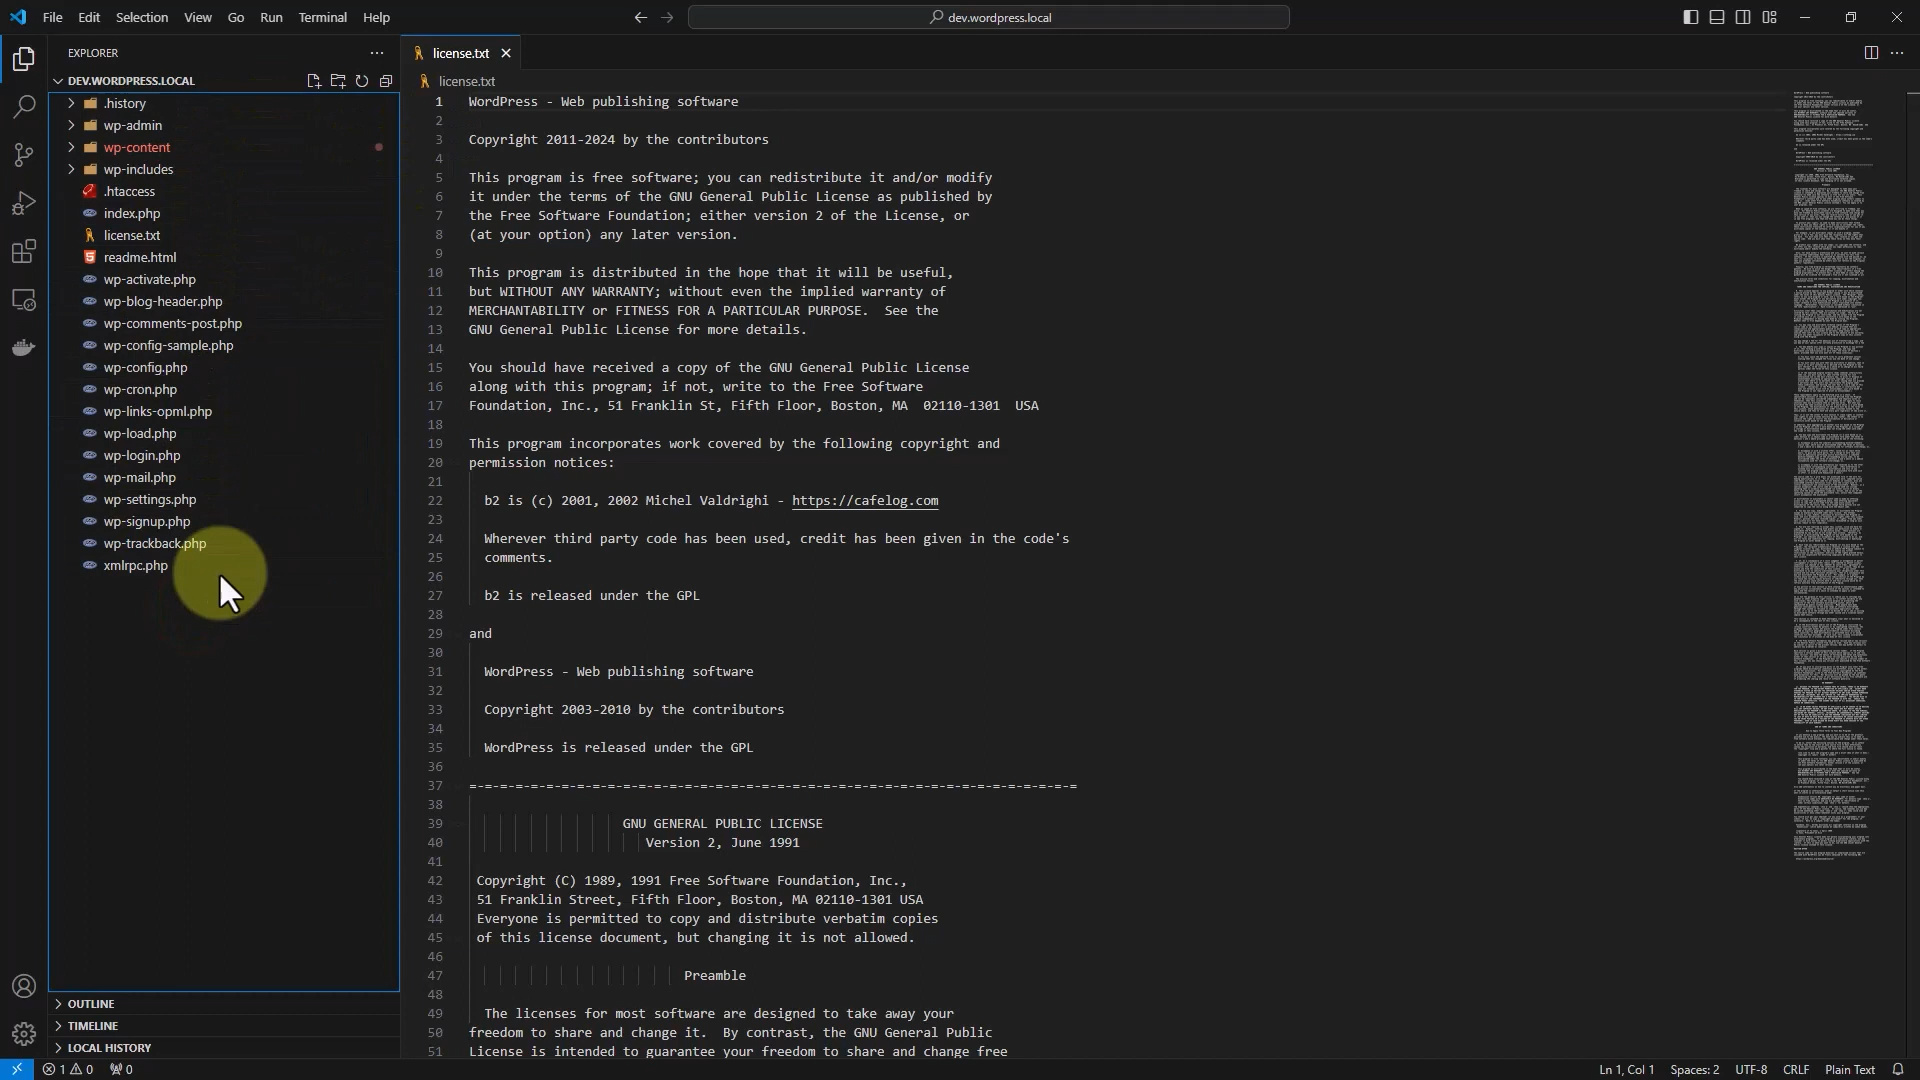 File Edit Selection View Go Run Terminal Help
dev.wordpress.local
EXPLORER
license.txt
DEV.WORDPRESS.LOCAL
license.txt
.history
wp-admin
wp-content
wp-includes
.htaccess
index.php
license.txt
readme.html
wp-activate.php
wp-blog-header.php
wp-comments-post.php
wp-config-sample.php
wp-config.php
wp-cron.php
wp-links-opml.php
wp-load.php
wp-login.php
wp-mail.php
wp-settings.php
wp-signup.php
wp-trackback.php
xmlrpc.php
OUTLINE
TIMELINE
LOCAL HISTORY
1 WordPress - Web publishing software
2
3 Copyright 2011-2024 by the contributors
4
5 This program is free software; you can redistribute it and/or modify
6 it under the terms of the GNU General Public License as published by
7 the Free Software Foundation; either version 2 of the License, or
8 (at your option) any later version.
9
10 This program is distributed in the hope that it will be useful,
11 but WITHOUT ANY WARRANTY; without even the implied warranty of
12 MERCHANTABILITY or FITNESS FOR A PARTICULAR PURPOSE.  See the
13 GNU General Public License for more details.
14
15 You should have received a copy of the GNU General Public License
16 along with this program; if not, write to the Free Software
17 Foundation, Inc., 51 Franklin St, Fifth Floor, Boston, MA  02110-1301  USA
18
19 This program incorporates work covered by the following copyright and
20 permission notices:
21
22 b2 is (c) 2001, 2002 Michel Valdrighi - https://cafelog.com
23
24 Wherever third party code has been used, credit has been given in the code's
25 comments.
26
27 b2 is released under the GPL
28
29 and
30
31 WordPress - Web publishing software
32
33 Copyright 2003-2010 by the contributors
34
35 WordPress is released under the GPL
36
37 =-=-=-=-=-=-=-=-=-=-=-=-=-=-=-=-=-=-=-=-=-=-=-=-=-=-=-=-=-=-=-=-=-=-=-=-=-=-=-=
38
39 GNU GENERAL PUBLIC LICENSE
40 Version 2, June 1991
41
42 Copyright (C) 1989, 1991 Free Software Foundation, Inc.,
43 51 Franklin Street, Fifth Floor, Boston, MA 02110-1301 USA
44 Everyone is permitted to copy and distribute verbatim copies
45 of this license document, but changing it is not allowed.
46
47 Preamble
48
49 The licenses for most software are designed to take away your
50 freedom to share and change it.  By contrast, the GNU General Public
51 License is intended to guarantee your freedom to share and change free
1 0 0 Ln 1, Col 1 Spaces: 2 UTF-8 CRLF Plain Text